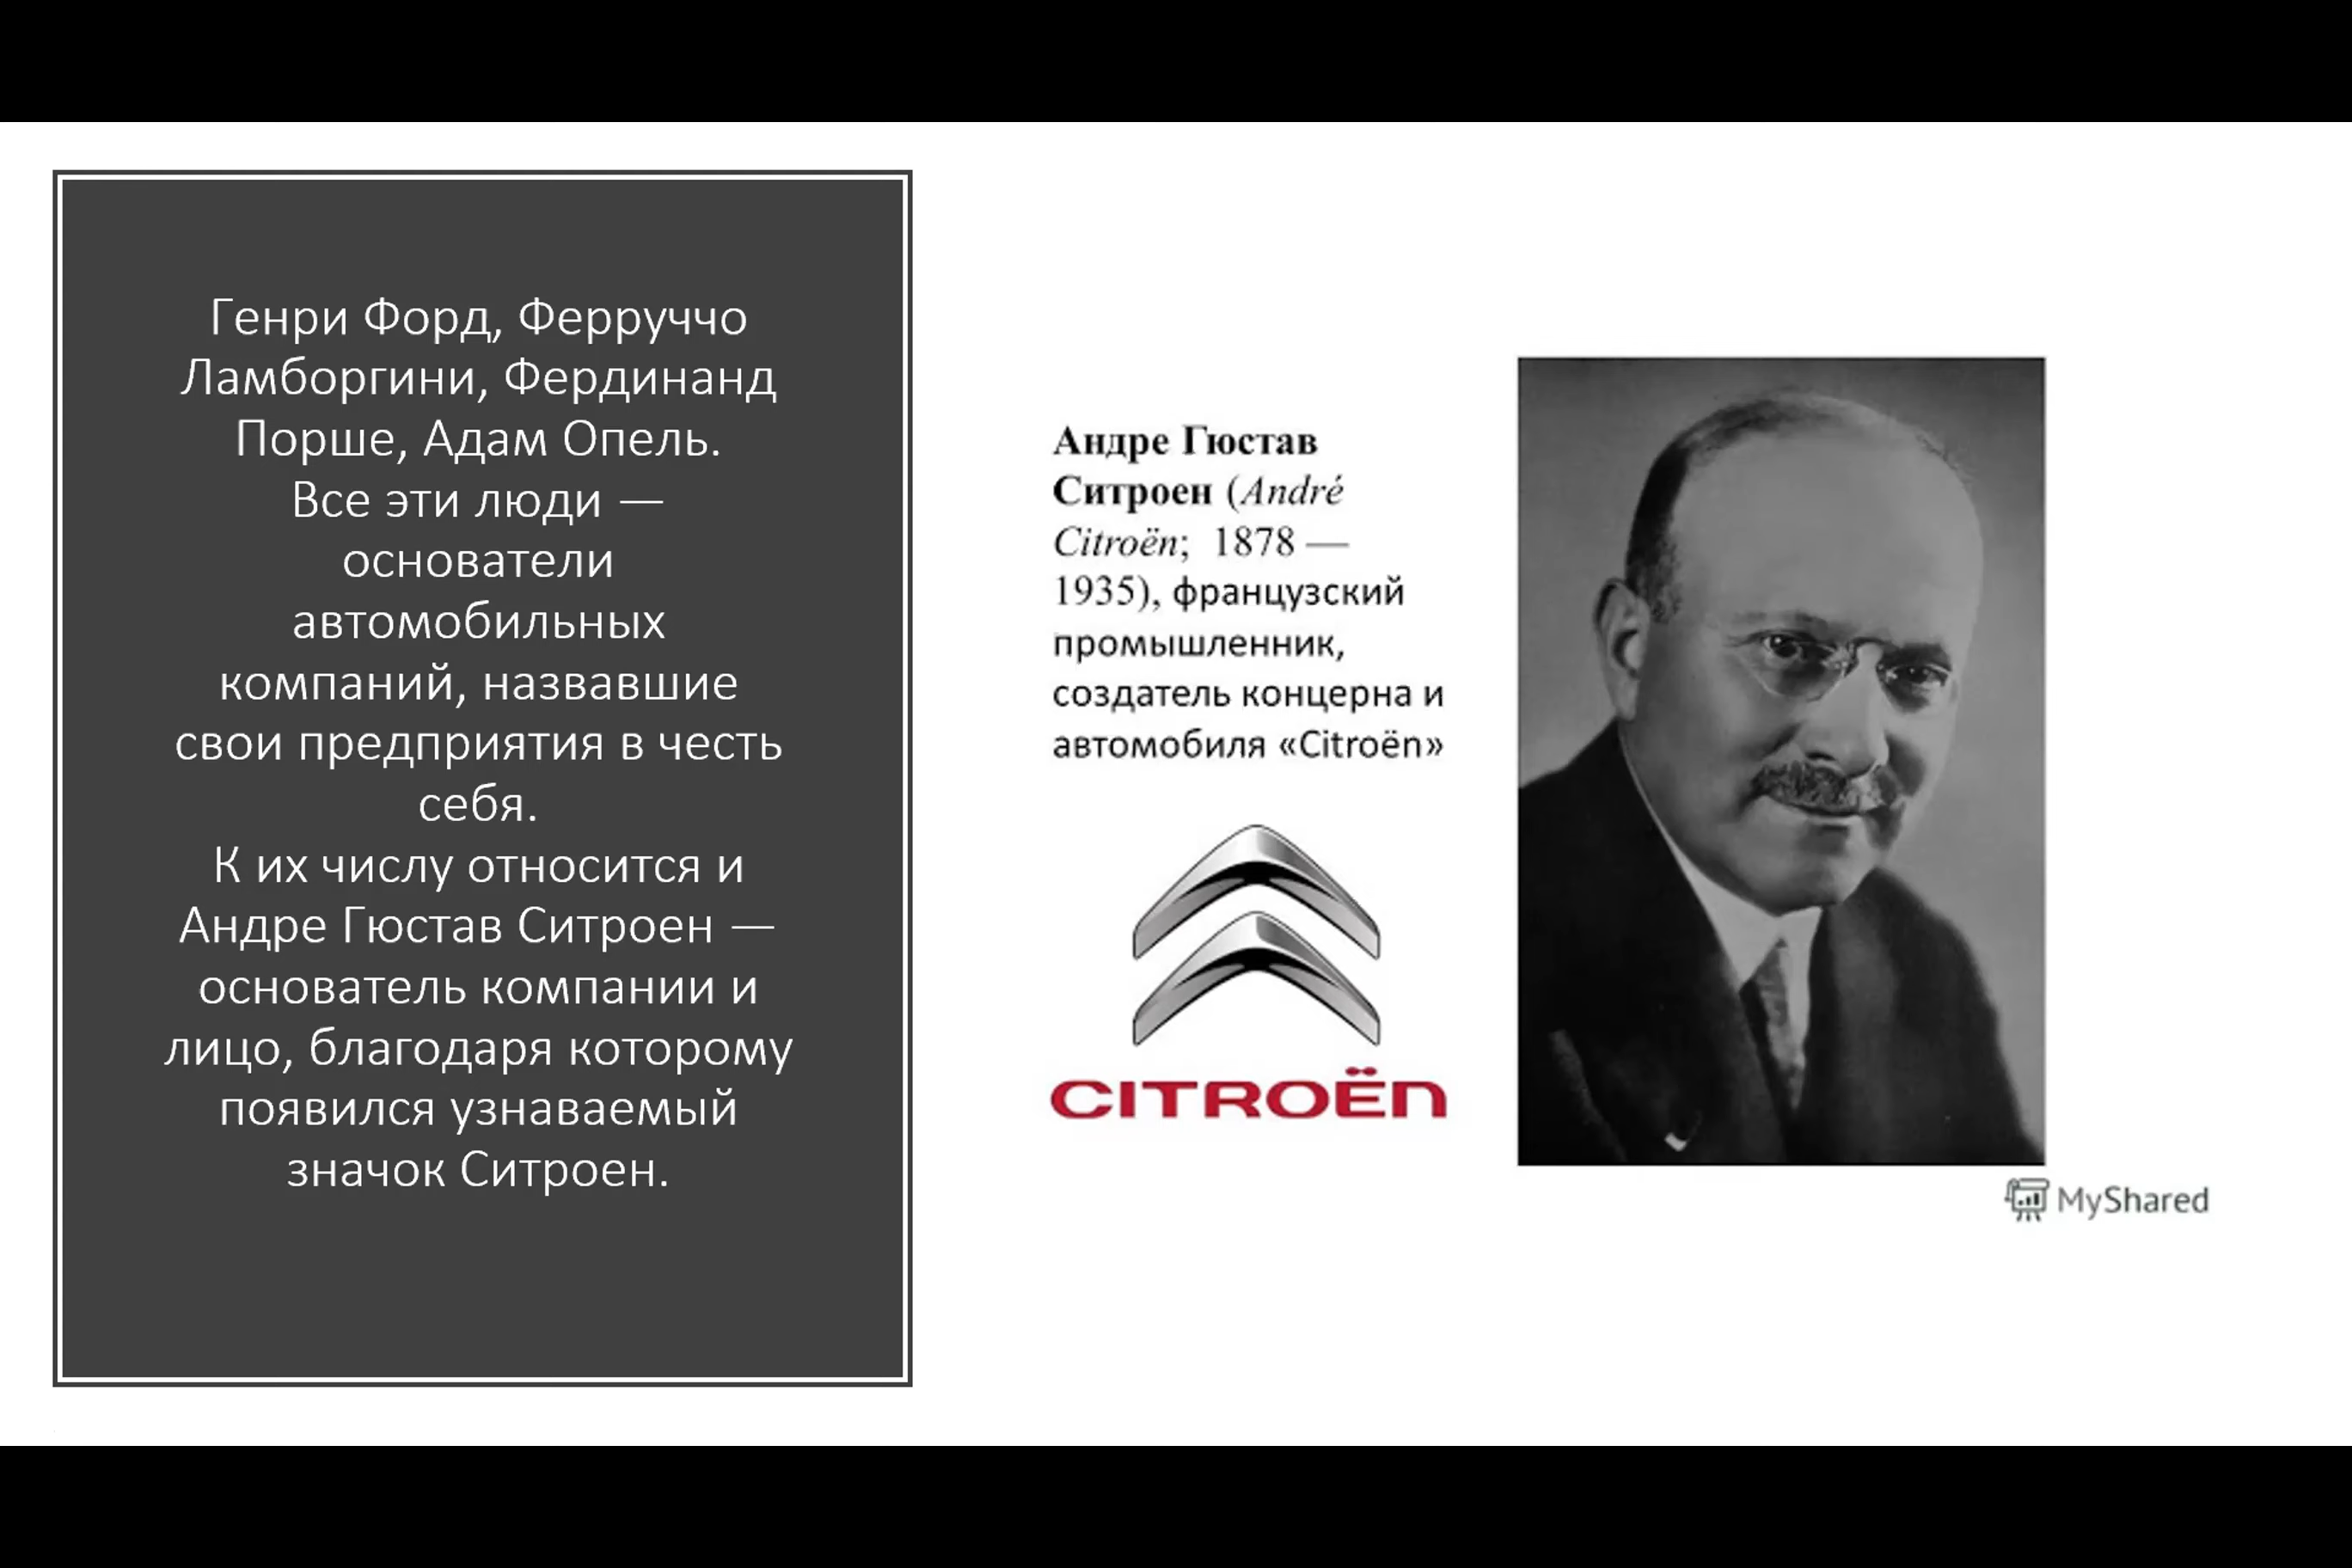 Генри Форд, Ферруччо
Ламборгини, Фердинанд
Порше, Адам Опель.
Все эти люди —
основатели
автомобильных
компаний, назвавшие
свои предприятия в честь
себя.
К их числу относится и
Андре Гюстав Ситроен —
основатель компании и
лицо, благодаря которому
появился узнаваемый
значок Ситроен.
Андре Гюстав
Ситроен (André
Citroën; 1878 —
1935), французский
промышленник,
создатель концерна и
автомобиля «Citroën»
CITROËN
MyShared